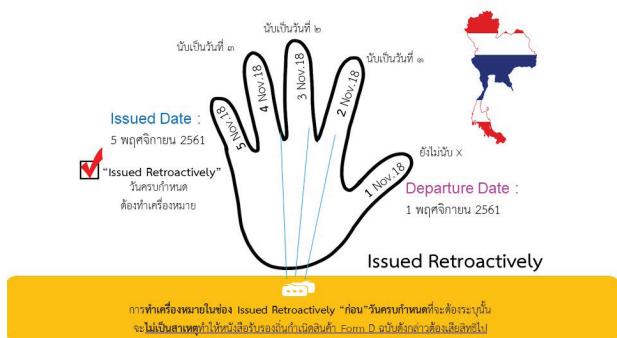 นับเป็นวันที่ ๒
นับเป็นวันที่ ๓
นับเป็นวันที่ ๑
5 Nov.18
4 Nov.18
3 Nov.18
2 Nov.18
1 Nov.18
Issued Date :
5 พฤศจิกายน 2561
"Issued Retroactively"
วันครบกำหนด
ต้องทำเครื่องหมาย
ยังไม่นับ X
Departure Date :
1 พฤศจิกายน 2561
Issued Retroactively
การทำเครื่องหมายในช่อง Issued Retroactively "ก่อน"วันครบกำหนดที่จะต้องระบุนั้น
จะไม่เป็นสาเหตุทำให้หนังสือรับรองถิ่นกำเนิดสินค้า Form D ฉบับดังกล่าวต้องเสียสิทธิไป